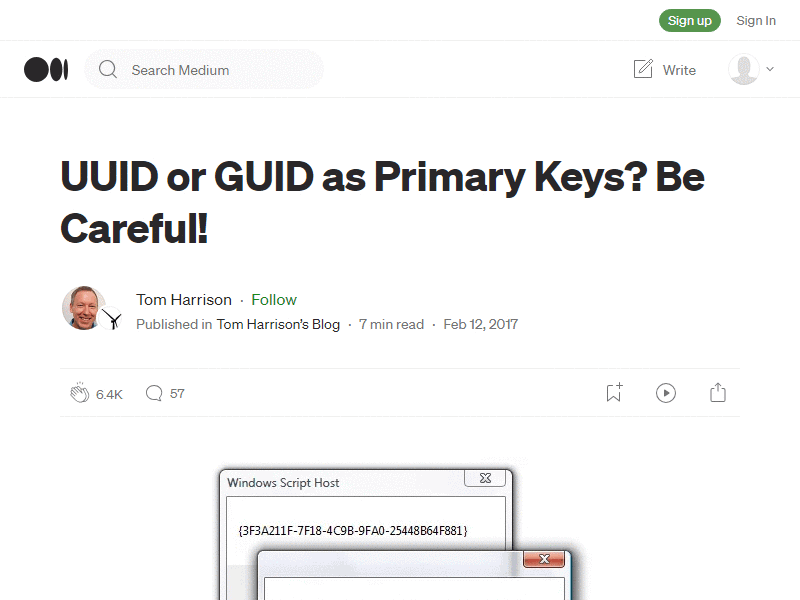 Sign up Sign In
Search Medium Write
UUID or GUID as Primary Keys? Be
Careful!
Tom Harrison · Follow
Published in Tom Harrison's Blog · 7 min read · Feb 12, 2017
6.4K 57
Windows Script Host
{3F3A211F-7F18-4C9B-9FA0-25448B64F881}